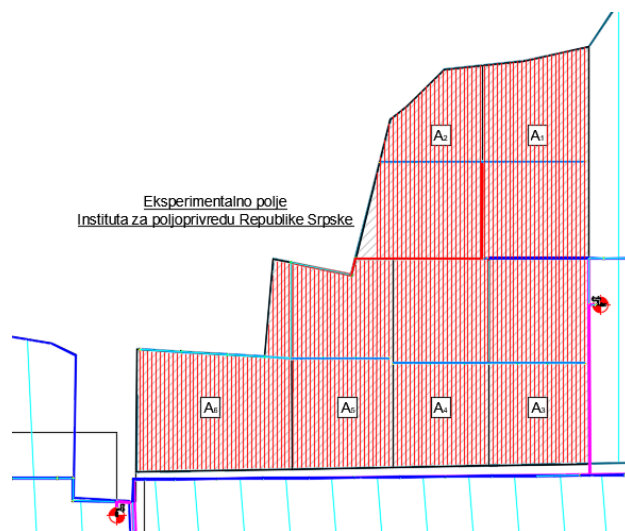 A₂
A₁
Eksperimentalno polje
Instituta za poljoprivredu Republike Srpske
A₆
A₅
A₄
A₃